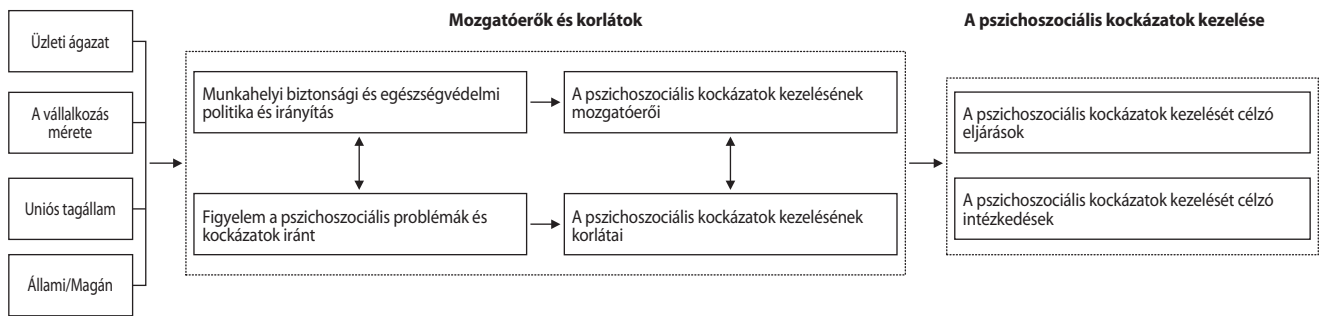 Mozgatóerők és korlátok
A pszichoszociális kockázatok kezelése
Üzleti ágazat
A vállalkozás
mérete
Uniós tagállam
Állami/Magán
Munkahelyi biztonsági és egészségvédelmi
politika és irányítás
A pszichoszociális kockázatok kezelésének
mozgatóerői
Figyelem a pszichoszociális problémák és
kockázatok iránt
A pszichoszociális kockázatok kezelésének
korlátai
A pszichoszociális kockázatok kezelését célzó
eljárások
A pszichoszociális kockázatok kezelését célzó
intézkedések